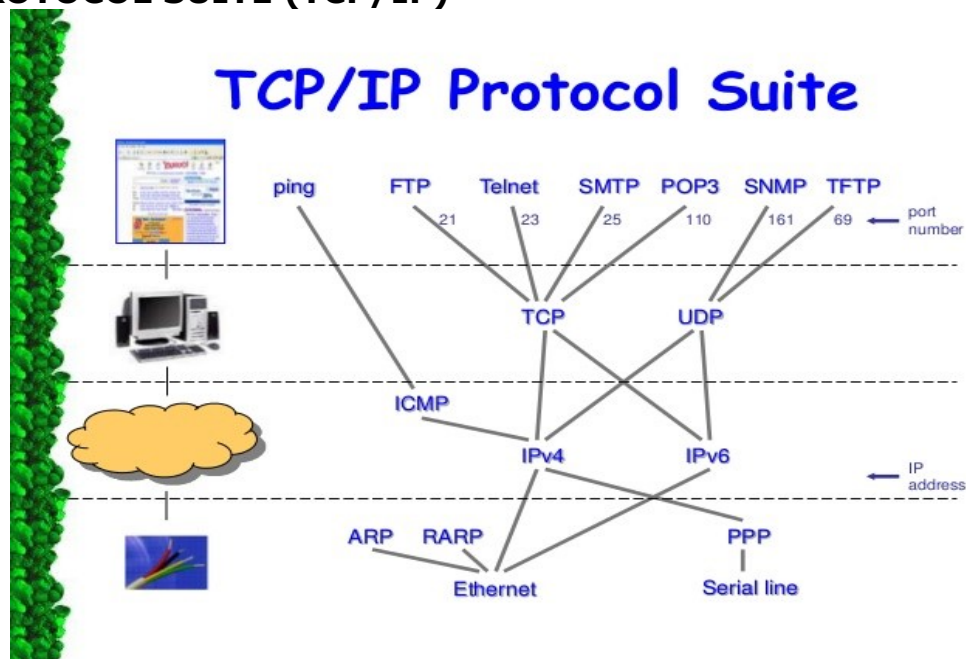 TCP/IP Protocol Suite
YAHOO!
ping FTP Telnet SMTP POP3 SNMP TFTP
21 23 25 110 161 69 port number
TCP UDP
ICMP
IPv4 IPv6
IP address
ARP RARP PPP
Ethernet Serial line